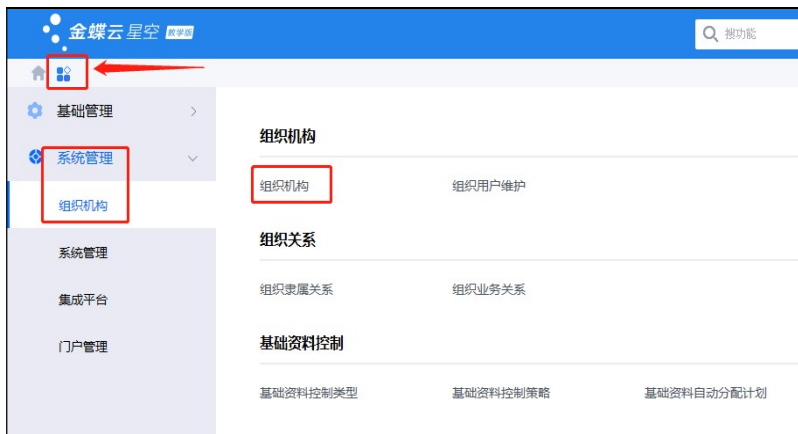 金蝶云 星空 教学版
搜功能
基础管理
系统管理
组织机构
系统管理
集成平台
门户管理
组织机构
组织机构 组织用户维护
组织关系
组织隶属关系 组织业务关系
基础资料控制
基础资料控制类型 基础资料控制策略 基础资料自动分配计划